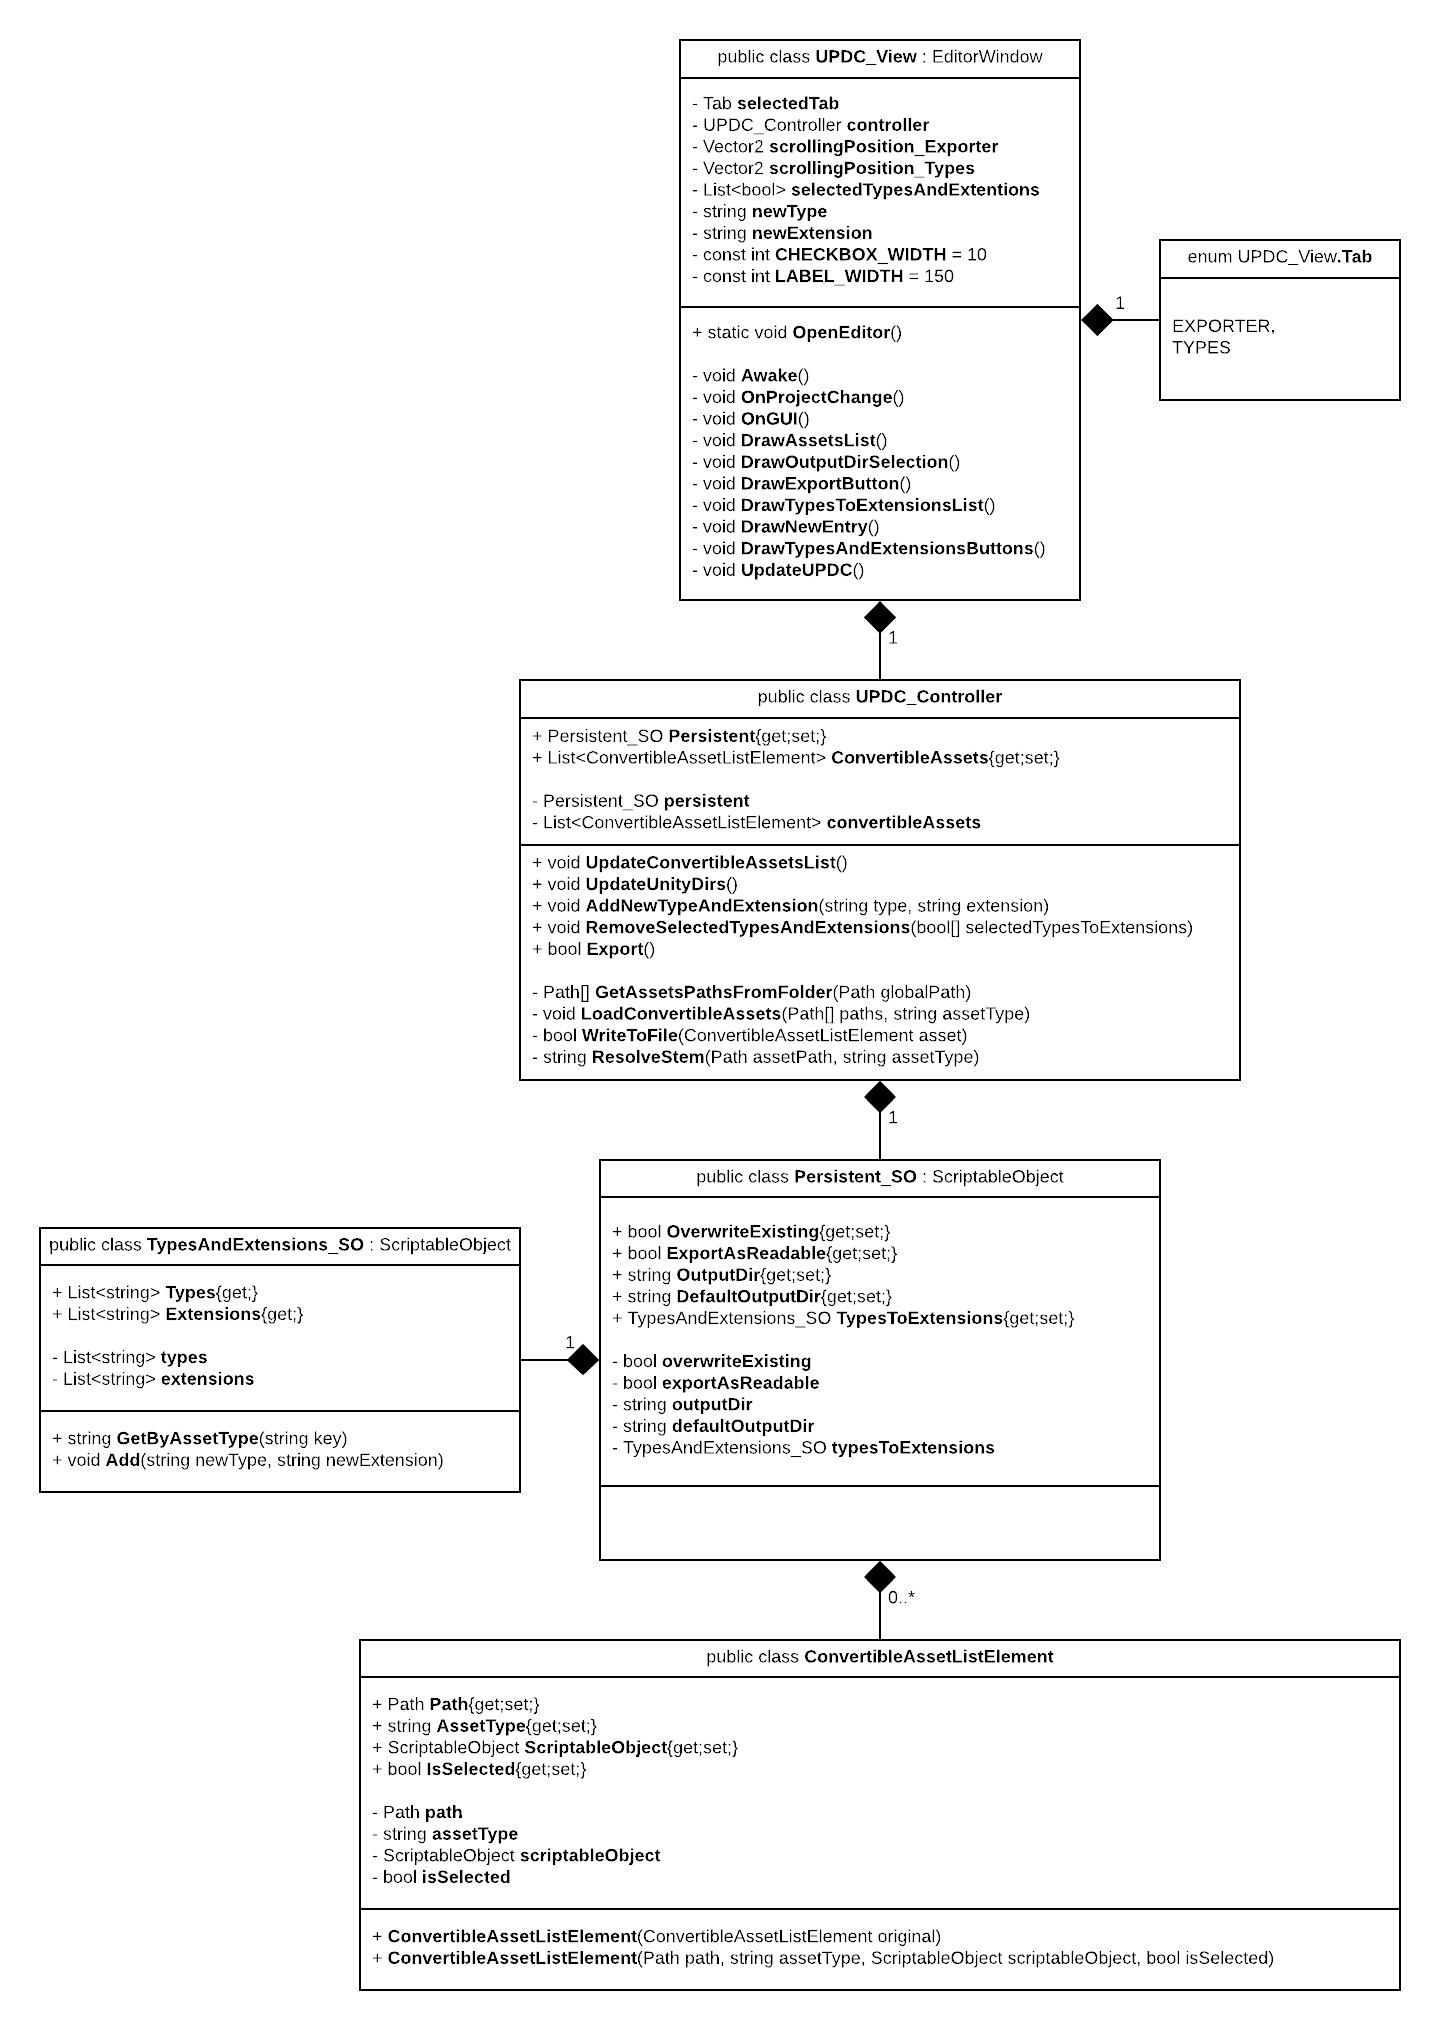 public class UPDC_View : EditorWindow
- Tab selectedTab
- UPDC_Controller controller
- Vector2 scrollingPosition_Exporter
- Vector2 scrollingPosition_Types
- List<bool> selectedTypesAndExtentions
- string newType
- string newExtension
- const int CHECKBOX_WIDTH = 10
- const int LABEL_WIDTH = 150
+ static void OpenEditor()
- void Awake()
- void OnProjectChange()
- void OnGUI()
- void DrawAssetsList()
- void DrawOutputDirSelection()
- void DrawExportButton()
- void DrawTypesToExtensionsList()
- void DrawNewEntry()
- void DrawTypesAndExtensionsButtons()
- void UpdateUPDC()
1
enum UPDC_View.Tab
EXPORTER,
TYPES
1
public class UPDC_Controller
+ Persistent_SO Persistent{get;set;}
+ List<ConvertibleAssetListElement> ConvertibleAssets{get;set;}
- Persistent_SO persistent
- List<ConvertibleAssetListElement> convertibleAssets
+ void UpdateConvertibleAssetsList()
+ void UpdateUnityDirs()
+ void AddNewTypeAndExtension(string type, string extension)
+ void RemoveSelectedTypesAndExtensions(bool[] selectedTypesToExtensions)
+ bool Export()
- Path[] GetAssetsPathsFromFolder(Path globalPath)
- void LoadConvertibleAssets(Path[] paths, string assetType)
- bool WriteToFile(ConvertibleAssetListElement asset)
- string ResolveStem(Path assetPath, string assetType)
1
public class Persistent_SO : ScriptableObject
+ bool OverwriteExisting{get;set;}
+ bool ExportAsReadable{get;set;}
+ string OutputDir{get;set;}
+ string DefaultOutputDir{get;set;}
+ TypesAndExtensions_SO TypesToExtensions{get;set;}
- bool overwriteExisting
- bool exportAsReadable
- string outputDir
- string defaultOutputDir
- TypesAndExtensions_SO typesToExtensions
1
public class TypesAndExtensions_SO : ScriptableObject
+ List<string> Types{get;}
+ List<string> Extensions{get;}
- List<string> types
- List<string> extensions
+ string GetByAssetType(string key)
+ void Add(string newType, string newExtension)
0..*
public class ConvertibleAssetListElement
+ Path Path{get;set;}
+ string AssetType{get;set;}
+ ScriptableObject ScriptableObject{get;set;}
+ bool IsSelected{get;set;}
- Path path
- string assetType
- ScriptableObject scriptableObject
- bool isSelected
+ ConvertibleAssetListElement(ConvertibleAssetListElement original)
+ ConvertibleAssetListElement(Path path, string assetType, ScriptableObject scriptableObject, bool isSelected)